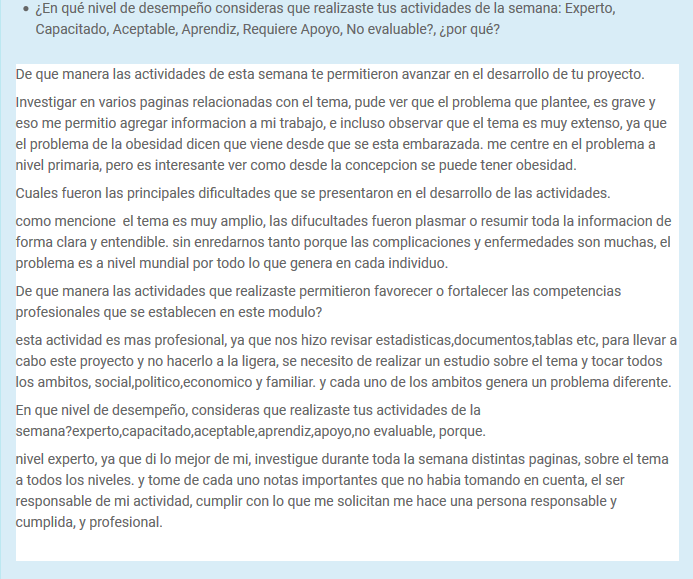 • ¿En qué nivel de desempeño consideras que realizaste tus actividades de la semana: Experto,
Capacitado, Aceptable, Aprendiz, Requiere Apoyo, No evaluable?, ¿por qué?
De que manera las actividades de esta semana te permitieron avanzar en el desarrollo de tu proyecto.
Investigar en varios paginas relacionadas con el tema, pude ver que el problema que plantee, es grave y
eso me permitio agregar informacion a mi trabajo, e incluso observar que el tema es muy extenso, ya que
el problema de la obesidad dicen que viene desde que se esta embarazada. me centre en el problema a
nivel primaria, pero es interesante ver como desde la concepcion se puede tener obesidad.
Cuales fueron las principales dificultades que se presentaron en el desarrollo de las actividades.
como mencione  el tema es muy amplio, las difucultades fueron plasmar o resumir toda la informacion de
forma clara y entendible. sin enredarnos tanto porque las complicaciones y enfermedades son muchas, el
problema es a nivel mundial por todo lo que genera en cada individuo.
De que manera las actividades que realizaste permitieron favorecer o fortalecer las competencias
profesionales que se establecen en este modulo?
esta actividad es mas profesional, ya que nos hizo revisar estadisticas,documentos,tablas etc, para llevar a
cabo este proyecto y no hacerlo a la ligera, se necesito de realizar un estudio sobre el tema y tocar todos
los ambitos, social,politico,economico y familiar. y cada uno de los ambitos genera un problema diferente.
En que nivel de desempeño, consideras que realizaste tus actividades de la
semana?experto,capacitado,aceptable,aprendiz,apoyo,no evaluable, porque.
nivel experto, ya que di lo mejor de mi, investigue durante toda la semana distintas paginas, sobre el tema
a todos los niveles. y tome de cada uno notas importantes que no habia tomando en cuenta, el ser
responsable de mi actividad, cumplir con lo que me solicitan me hace una persona responsable y
cumplida, y profesional.